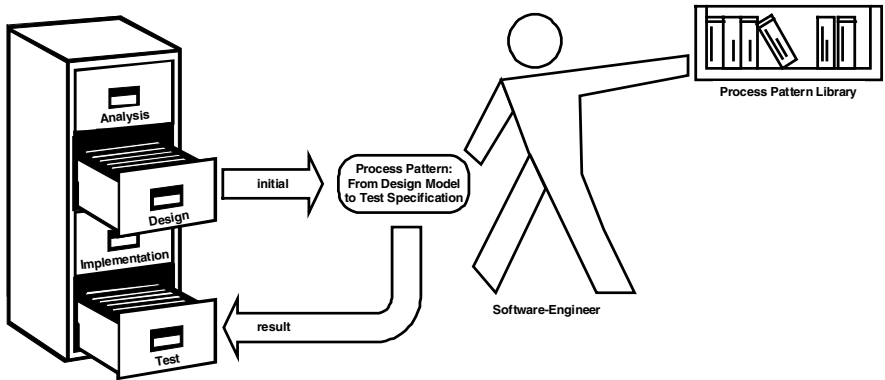 Process Pattern Library
Analysis
initial
Process Pattern:
From Design Model
to Test Specification
Design
Implementation
Software-Engineer
result
Test